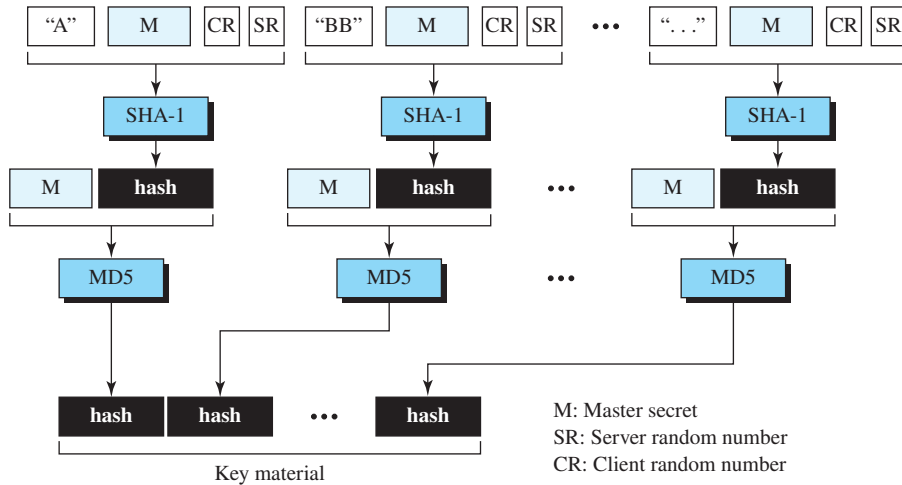 “A” M CR SR “BB” M CR SR ••• “. . .” M CR SR
SHA-1 SHA-1 SHA-1
M hash M hash ••• M hash
MD5 MD5 ••• MD5
hash hash ••• hash
Key material
M: Master secret
SR: Server random number
CR: Client random number